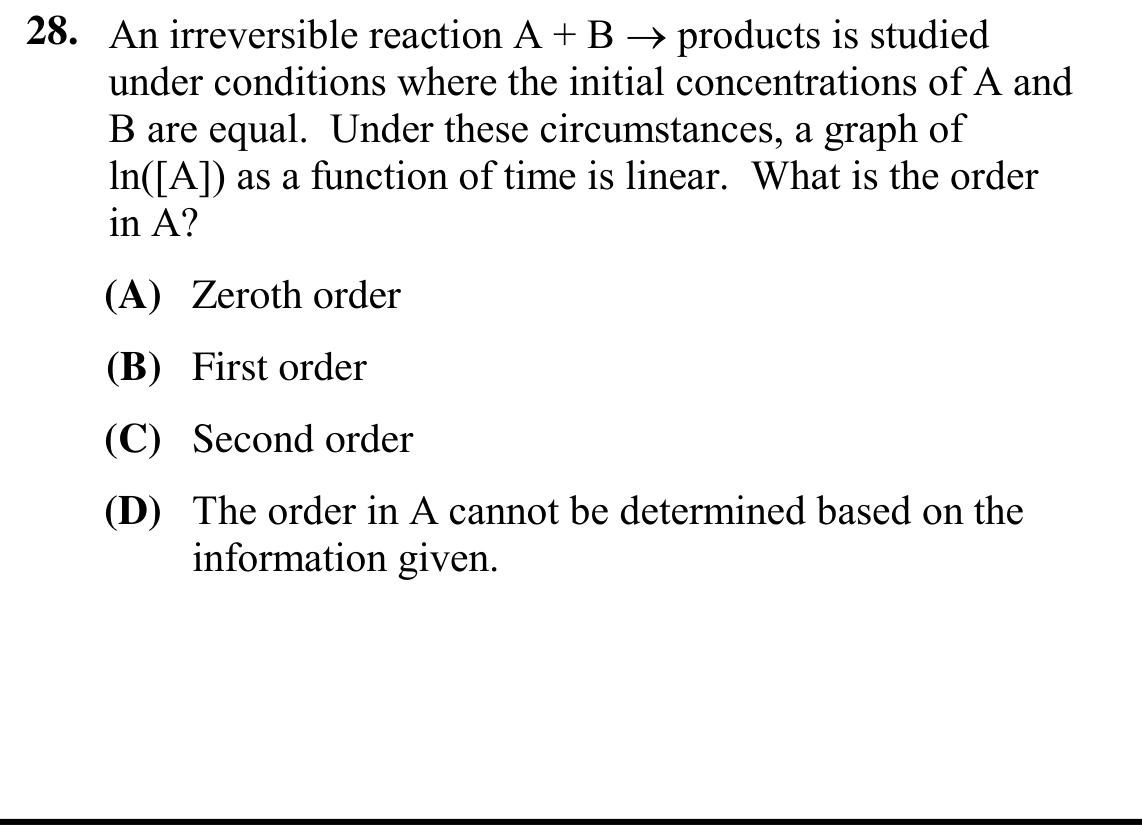 28. An irreversible reaction A + B → products is studied
under conditions where the initial concentrations of A and
B are equal. Under these circumstances, a graph of
ln([A]) as a function of time is linear. What is the order
in A?
(A) Zeroth order
(B) First order
(C) Second order
(D) The order in A cannot be determined based on the
information given.